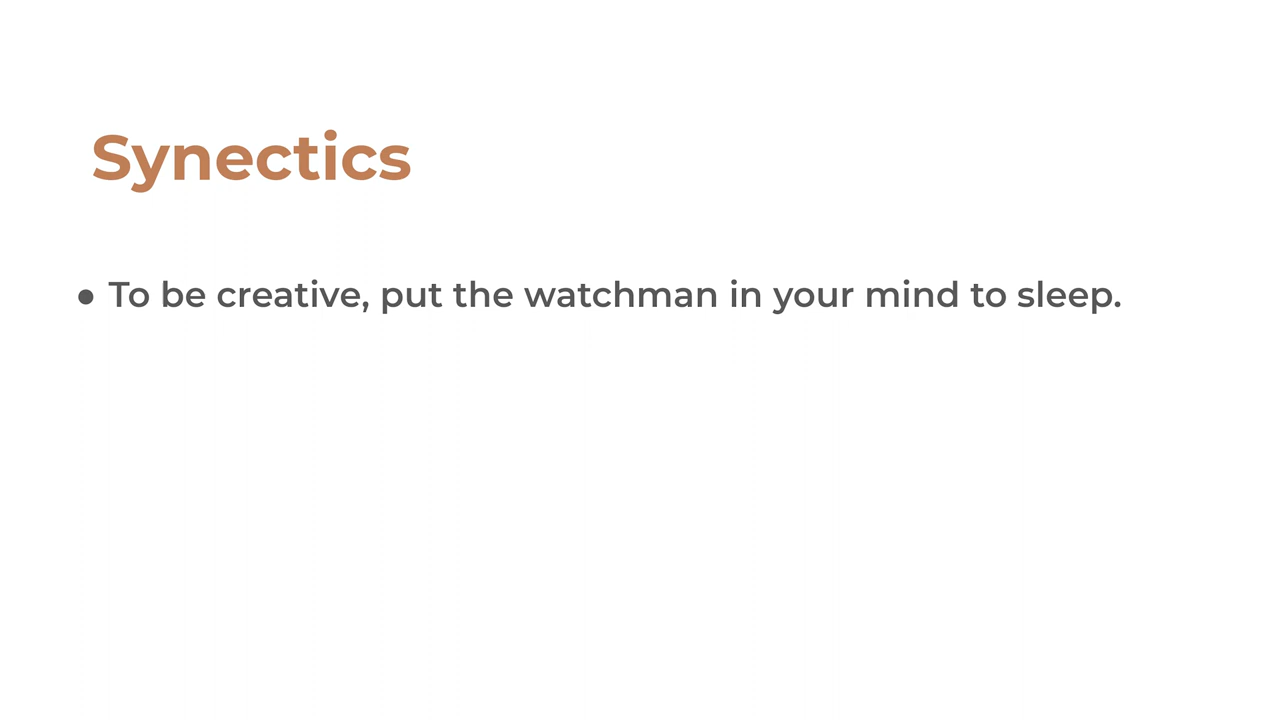 Synectics
• To be creative, put the watchman in your mind to sleep.